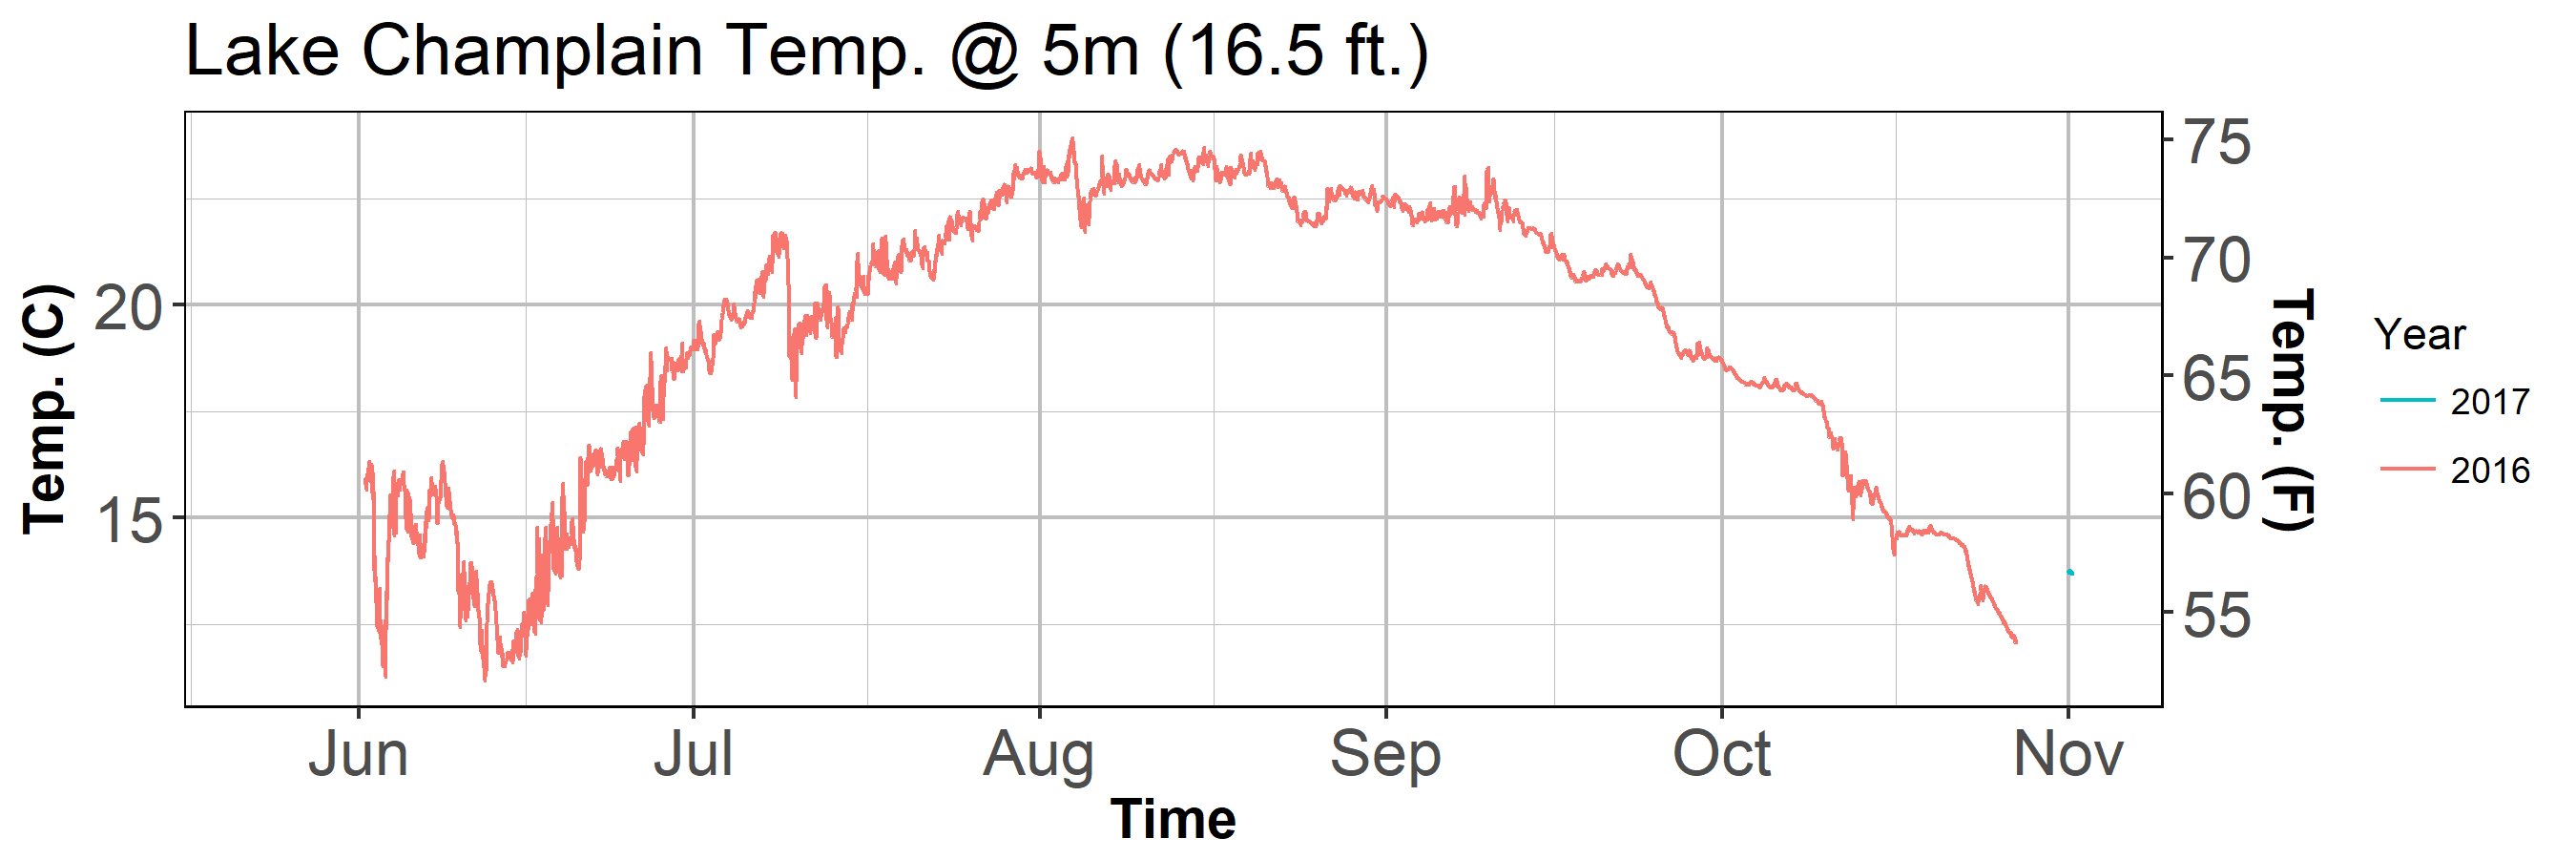 Lake Champlain Temp. @ 5m (16.5 ft.)
Temp. (C)
20
15
75
70
65
60
55
Temp. (F)
Year
2017
2016
Jun Jul Aug Sep Oct Nov
Time